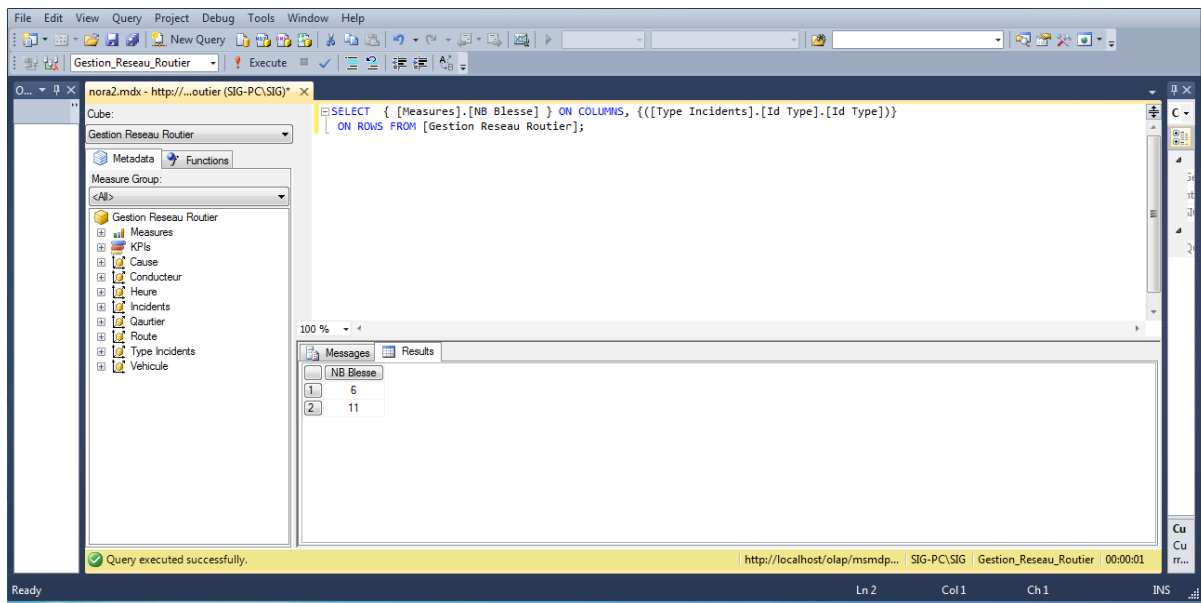 File Edit View Query Project Debug Tools Window Help
New Query
Gestion_Reseau_Routier Execute
O...
nora2.mdx - http://...outier (SIG-PC\SIG)*
Cube:
Gestion Reseau Routier
Metadata Functions
Measure Group:
<All>
Gestion Reseau Routier
Measures
KPIs
Cause
Conducteur
Heure
Incidents
Qaurtier
Route
Type Incidents
Vehicule
SELECT { [Measures].[NB Blesse] } ON COLUMNS, {([Type Incidents].[Id Type].[Id Type])}
ON ROWS FROM [Gestion Reseau Routier];
100 %
Messages Results
NB Blesse
1 6
2 11
Query executed successfully.
http://localhost/olap/msmdp... SIG-PC\SIG Gestion_Reseau_Routier 00:00:01
Cu
Cu
rr...
Ready Ln 2 Col 1 Ch 1 INS